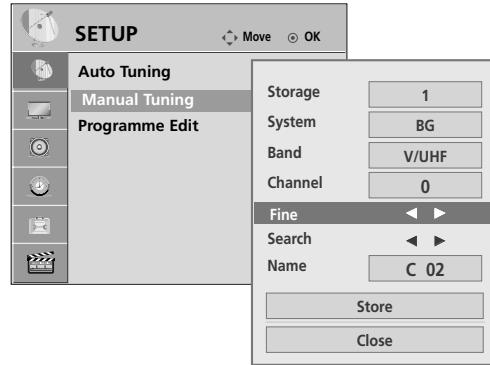 SETUP Move OK
Auto Tuning
Manual Tuning
Programme Edit
Storage 1
System BG
Band V/UHF
Channel 0
Fine
Search
Name C 02
Store
Close